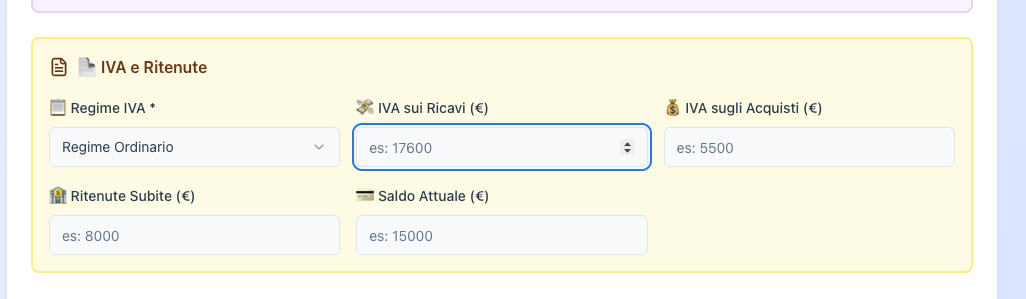 IVA e Ritenute
Regime IVA * IVA sui Ricavi (€) IVA sugli Acquisti (€)
Regime Ordinario es: 17600 es: 5500
Ritenute Subite (€) Saldo Attuale (€)
es: 8000 es: 15000